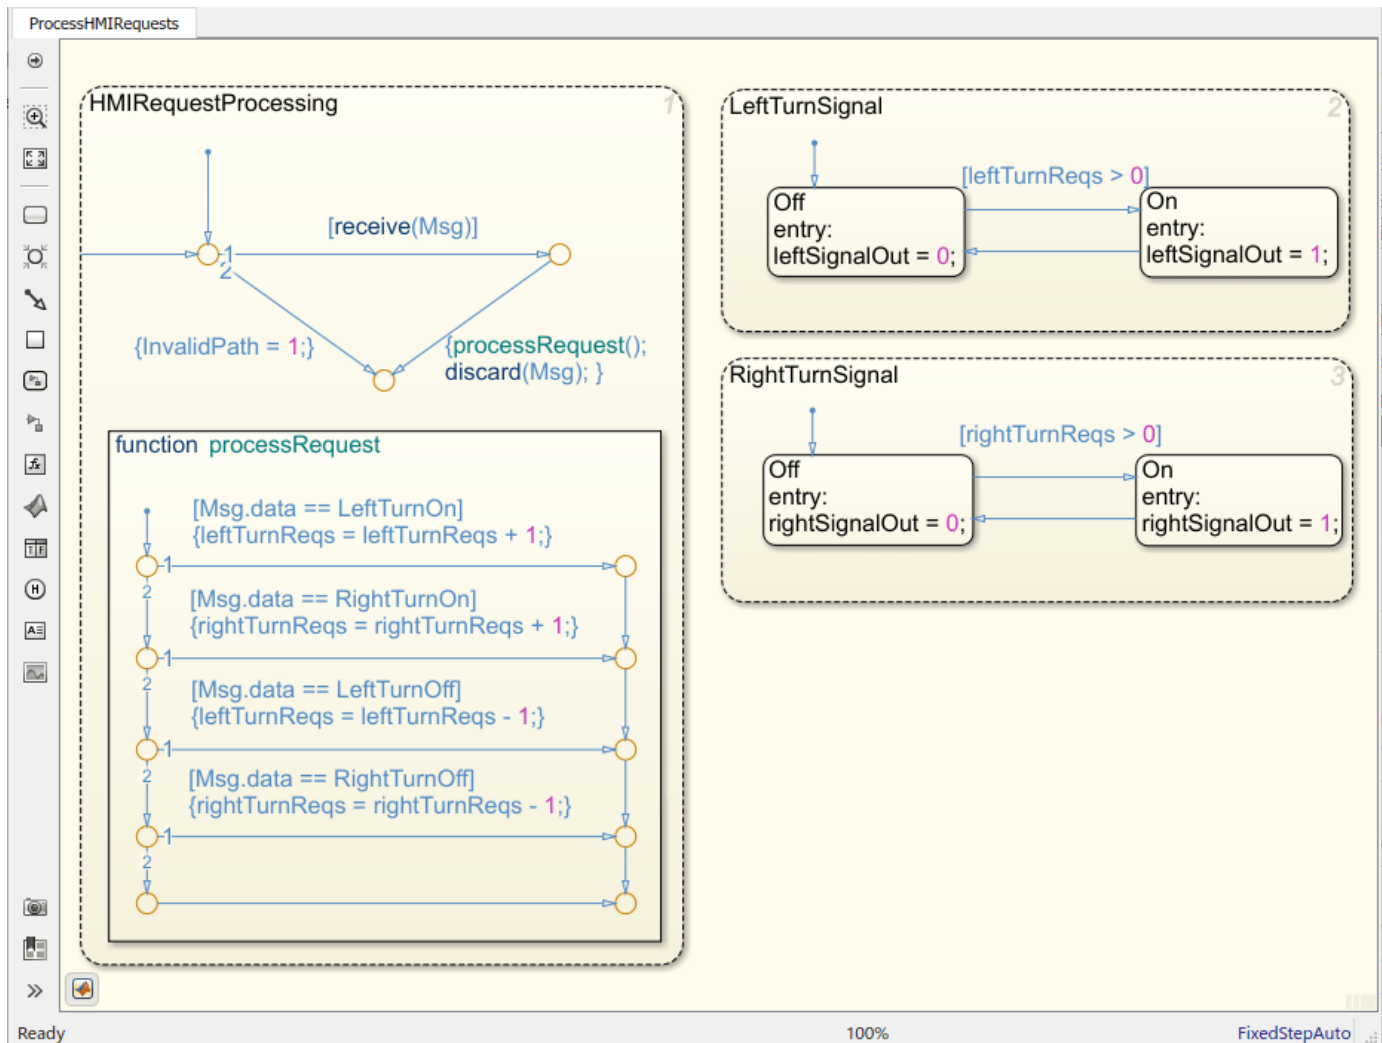 ProcessHMIRequests
HMIRequestProcessing
1
[receive(Msg)]
1
2
{InvalidPath = 1;}
{processRequest();
discard(Msg); }
function processRequest
[Msg.data == LeftTurnOn]
{leftTurnReqs = leftTurnReqs + 1;}
1
2
[Msg.data == RightTurnOn]
{rightTurnReqs = rightTurnReqs + 1;}
1
2
[Msg.data == LeftTurnOff]
{leftTurnReqs = leftTurnReqs - 1;}
1
2
[Msg.data == RightTurnOff]
{rightTurnReqs = rightTurnReqs - 1;}
1
2
LeftTurnSignal
2
[leftTurnReqs > 0]
Off
entry:
leftSignalOut = 0;
On
entry:
leftSignalOut = 1;
RightTurnSignal
3
[rightTurnReqs > 0]
Off
entry:
rightSignalOut = 0;
On
entry:
rightSignalOut = 1;
Ready
100%
FixedStepAuto